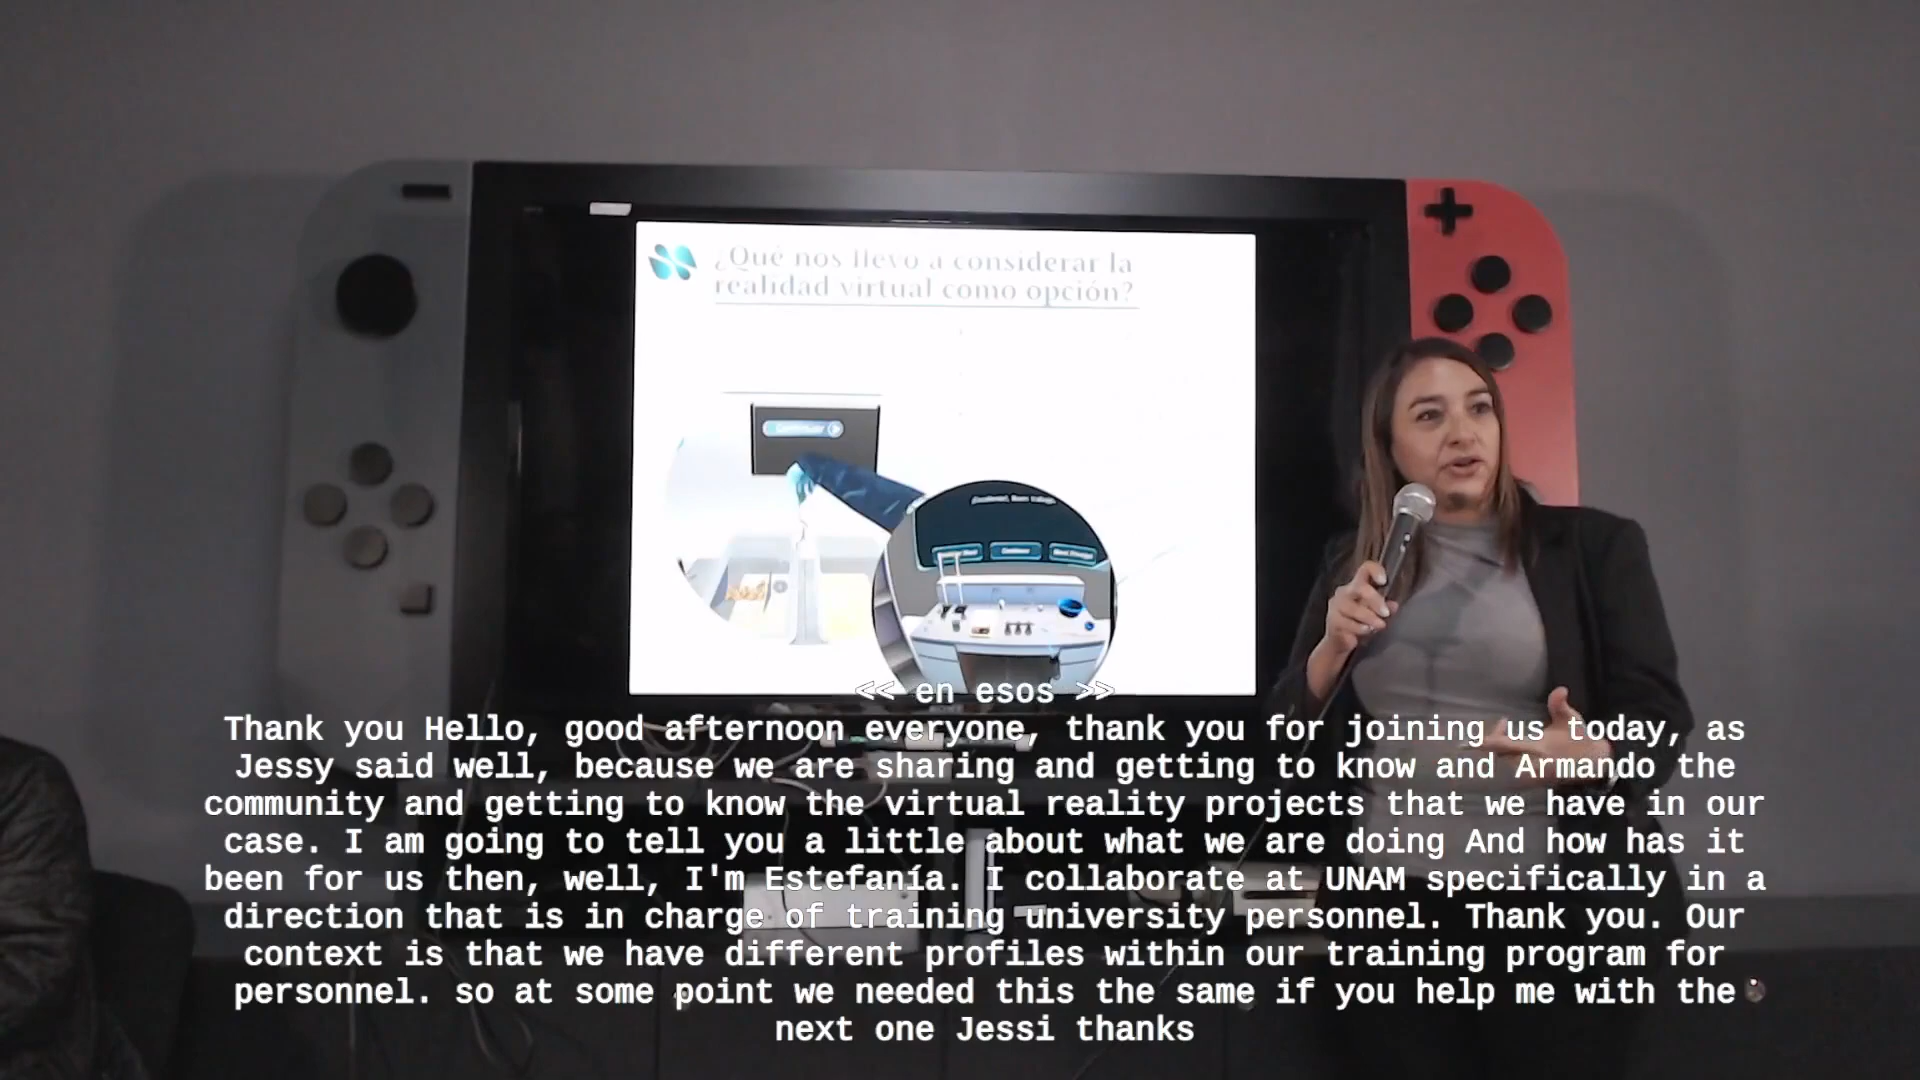 ¿Qué nos llevo a considerar la
realidad virtual como opción?
Continuar
Continuar
<< en esos >>
Thank you Hello, good afternoon everyone, thank you for joining us today, as
Jessy said well, because we are sharing and getting to know and Armando the
community and getting to know the virtual reality projects that we have in our
case. I am going to tell you a little about what we are doing And how has it
been for us then, well, I'm Estefanía. I collaborate at UNAM specifically in a
direction that is in charge of training university personnel. Thank you. Our
context is that we have different profiles within our training program for
personnel. so at some point we needed this the same if you help me with the
next one Jessi thanks